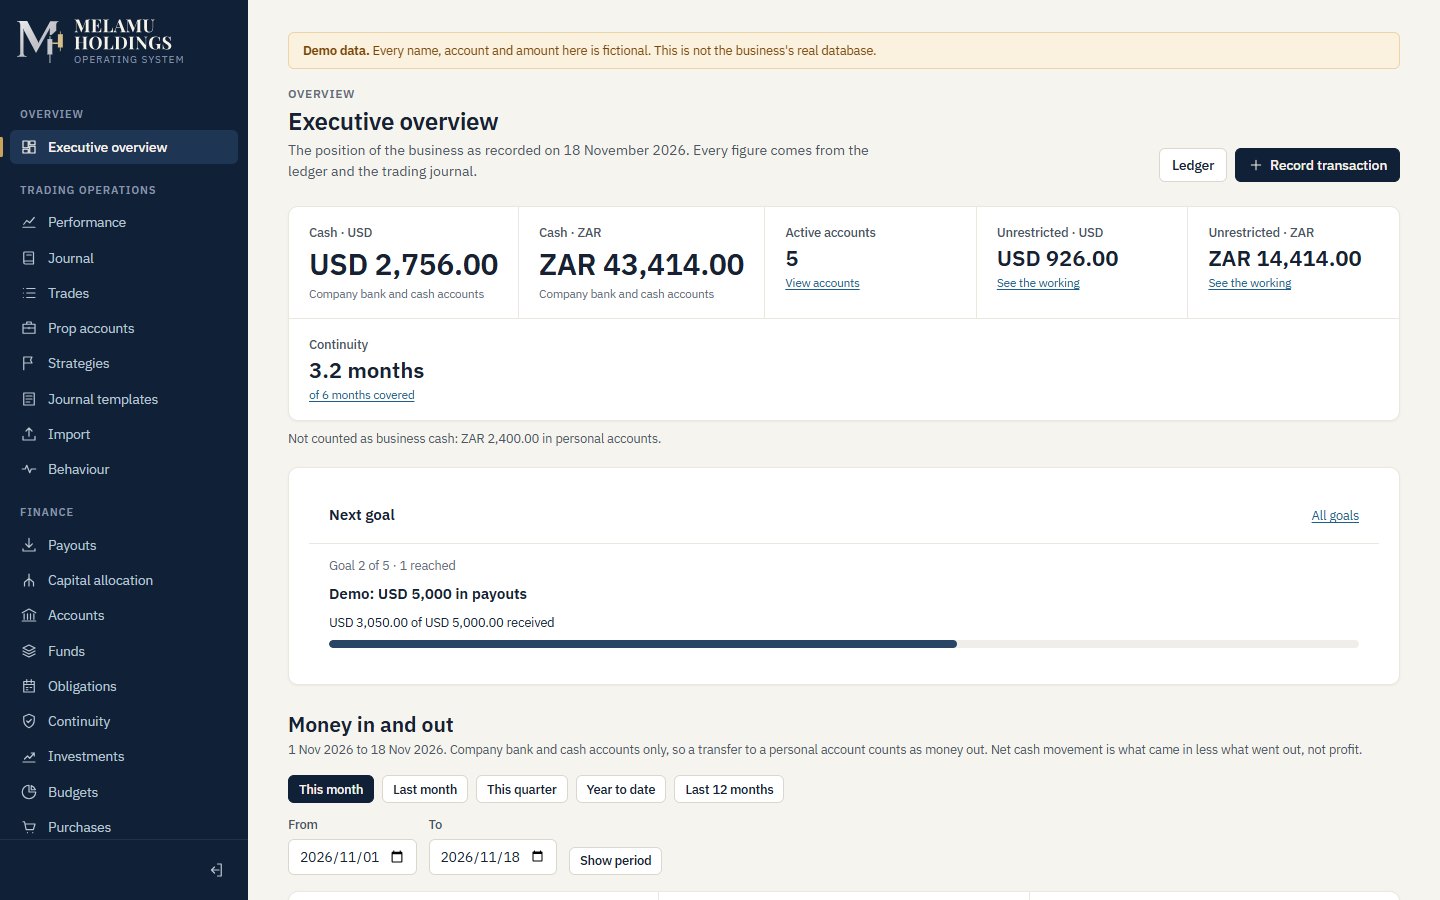 MELAMU
HOLDINGS
OPERATING SYSTEM
OVERVIEW
Executive overview
TRADING OPERATIONS
Performance
Journal
Trades
Prop accounts
Strategies
Journal templates
Import
Behaviour
FINANCE
Payouts
Capital allocation
Accounts
Funds
Obligations
Continuity
Investments
Budgets
Purchases
Demo data. Every name, account and amount here is fictional. This is not the business's real database.
OVERVIEW
Executive overview
The position of the business as recorded on 18 November 2026. Every figure comes from the
ledger and the trading journal.
Ledger
+ Record transaction
Cash · USD
USD 2,756.00
Company bank and cash accounts
Cash · ZAR
ZAR 43,414.00
Company bank and cash accounts
Active accounts
5
View accounts
Unrestricted · USD
USD 926.00
See the working
Unrestricted · ZAR
ZAR 14,414.00
See the working
Continuity
3.2 months
of 6 months covered
Not counted as business cash: ZAR 2,400.00 in personal accounts.
Next goal
All goals
Goal 2 of 5 · 1 reached
Demo: USD 5,000 in payouts
USD 3,050.00 of USD 5,000.00 received
Money in and out
1 Nov 2026 to 18 Nov 2026. Company bank and cash accounts only, so a transfer to a personal account counts as money out. Net cash movement is what came in less what went out, not profit.
This month
Last month
This quarter
Year to date
Last 12 months
From
To
2026/11/01
2026/11/18
Show period